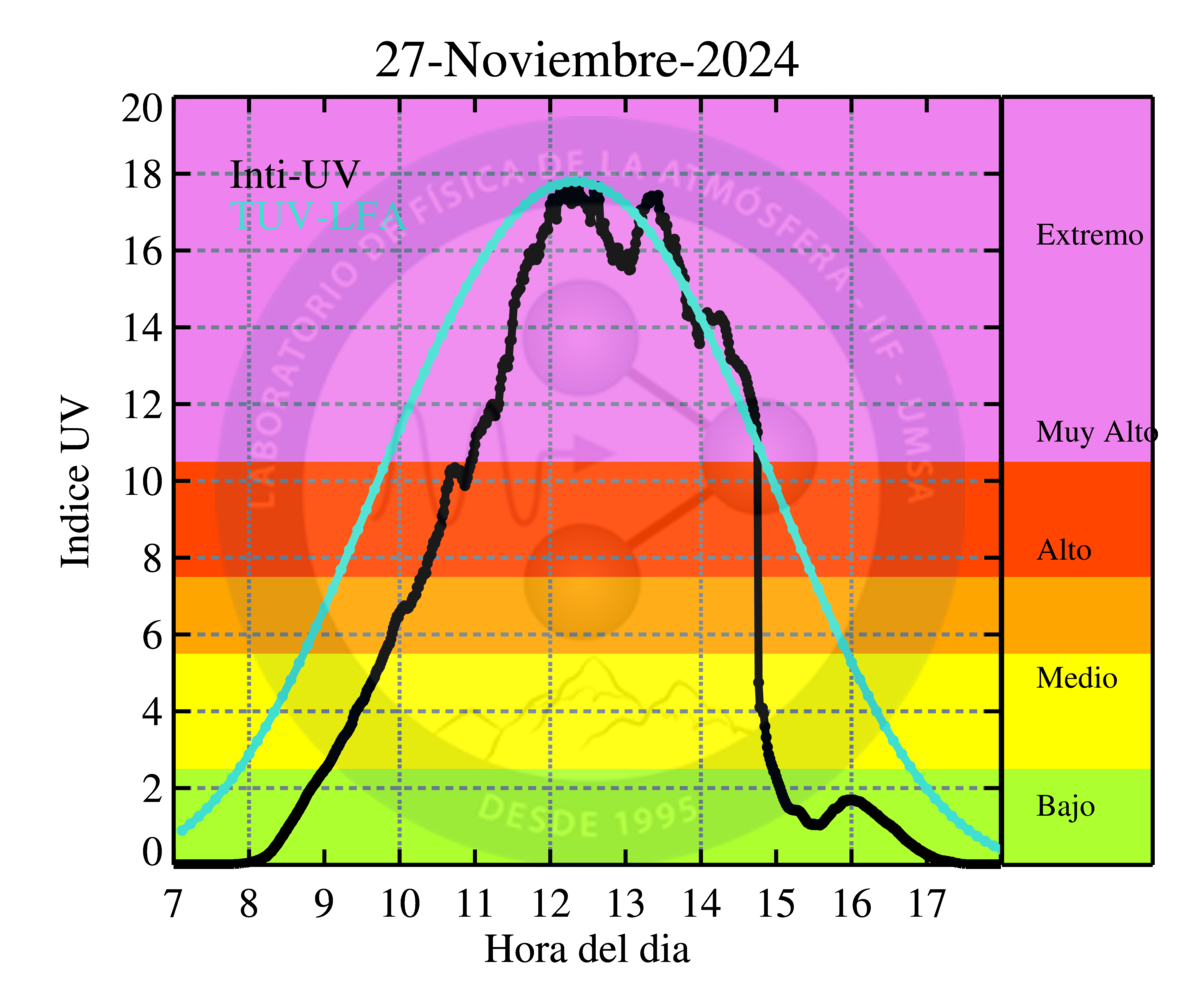 27-Noviembre-2024
Inti-UV
TUV-LFA
LABORATORIO DE FÍSICA DE LA ATMÓSFERA - IIF - UMSA
DESDE 1995
Indice UV
20
18
16
14
12
10
8
6
4
2
0
Extremo
Muy Alto
Alto
Medio
Bajo
7 8 9 10 11 12 13 14 15 16 17
Hora del dia